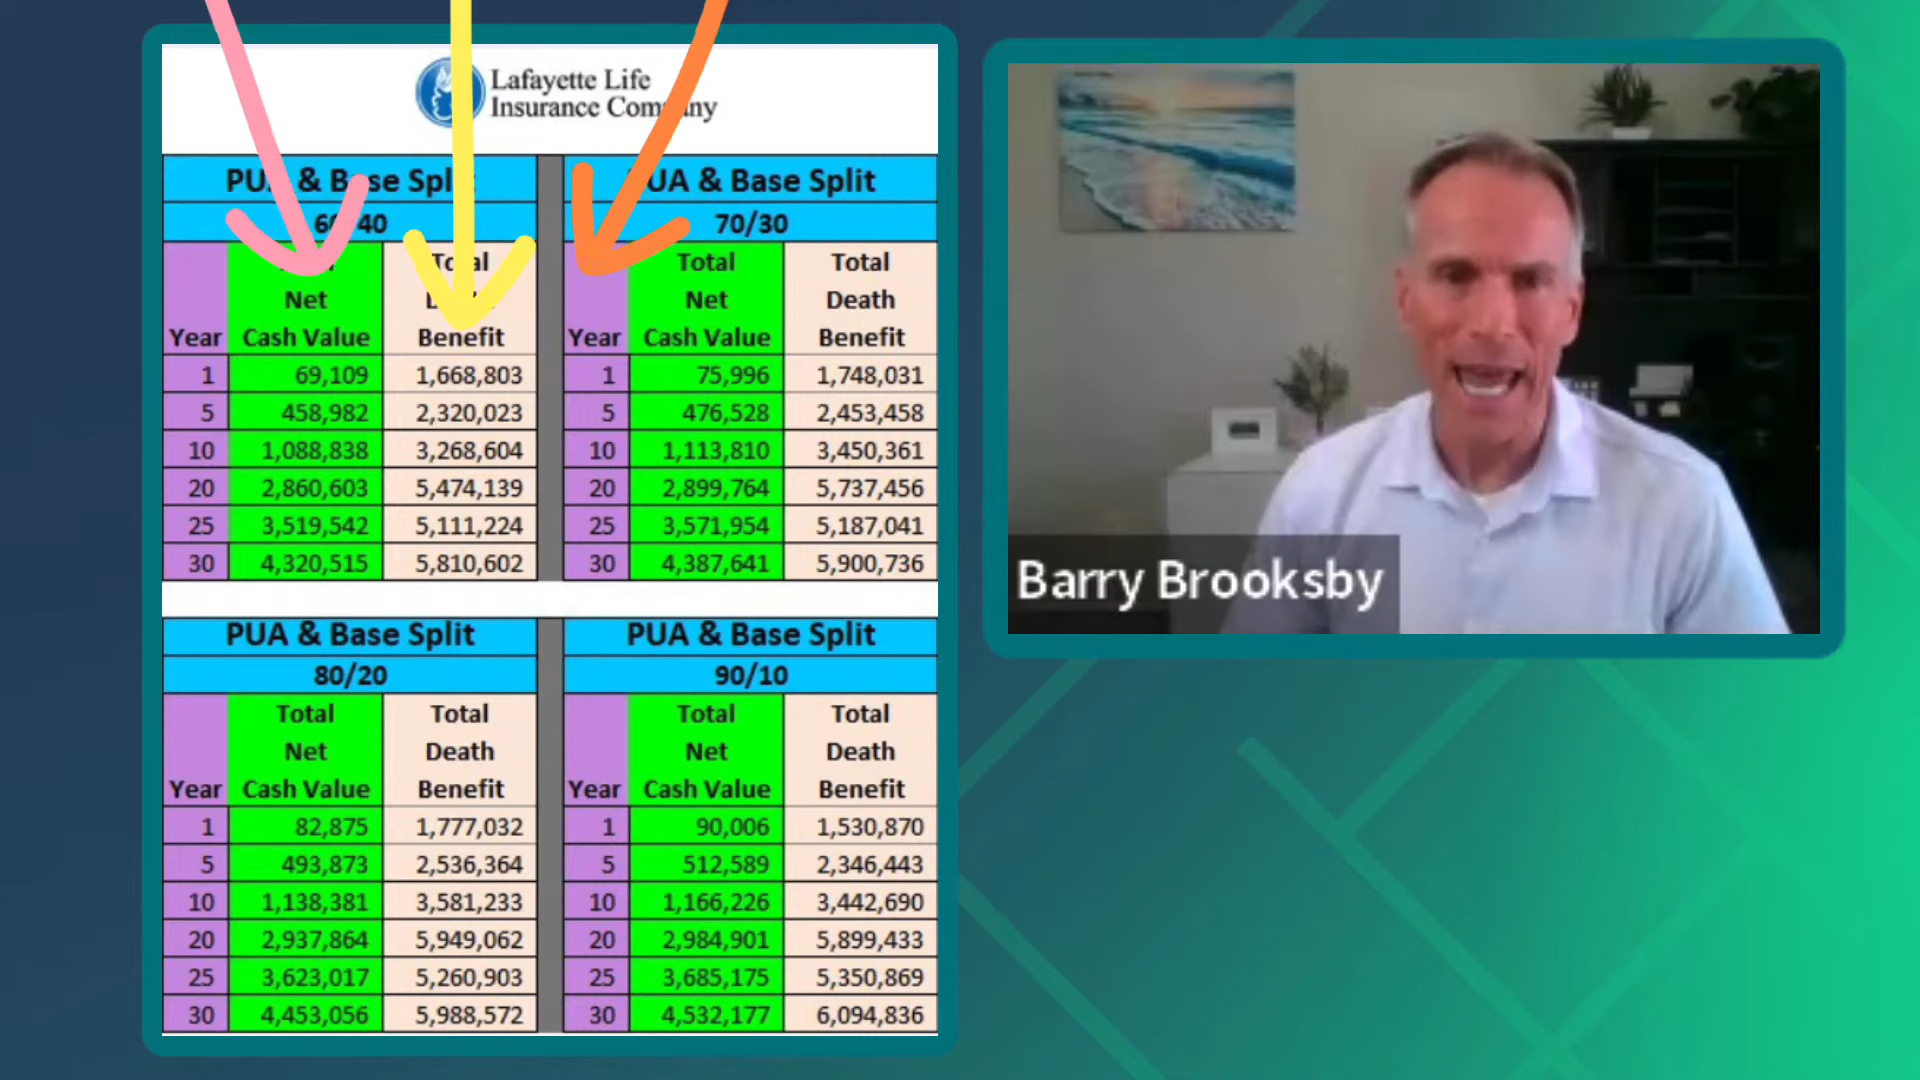 Lafayette Life
Insurance Company
PUA & Base Split
60/40
Total
Net
Cash Value
Total
Death
Benefit
Year
1 69,109 1,668,803
5 458,982 2,320,023
10 1,088,838 3,268,604
20 2,860,603 5,474,139
25 3,519,542 5,111,224
30 4,320,515 5,810,602
PUA & Base Split
70/30
Total
Net
Cash Value
Total
Death
Benefit
Year
1 75,996 1,748,031
5 476,528 2,453,458
10 1,113,810 3,450,361
20 2,899,764 5,737,456
25 3,571,954 5,187,041
30 4,387,641 5,900,736
PUA & Base Split
80/20
Total
Net
Cash Value
Total
Death
Benefit
Year
1 82,875 1,777,032
5 493,873 2,536,364
10 1,138,381 3,581,233
20 2,937,864 5,949,062
25 3,623,017 5,260,903
30 4,453,056 5,988,572
PUA & Base Split
90/10
Total
Net
Cash Value
Total
Death
Benefit
Year
1 90,006 1,530,870
5 512,589 2,346,443
10 1,166,226 3,442,690
20 2,984,901 5,899,433
25 3,685,175 5,350,869
30 4,532,177 6,094,836
Barry Brooksby